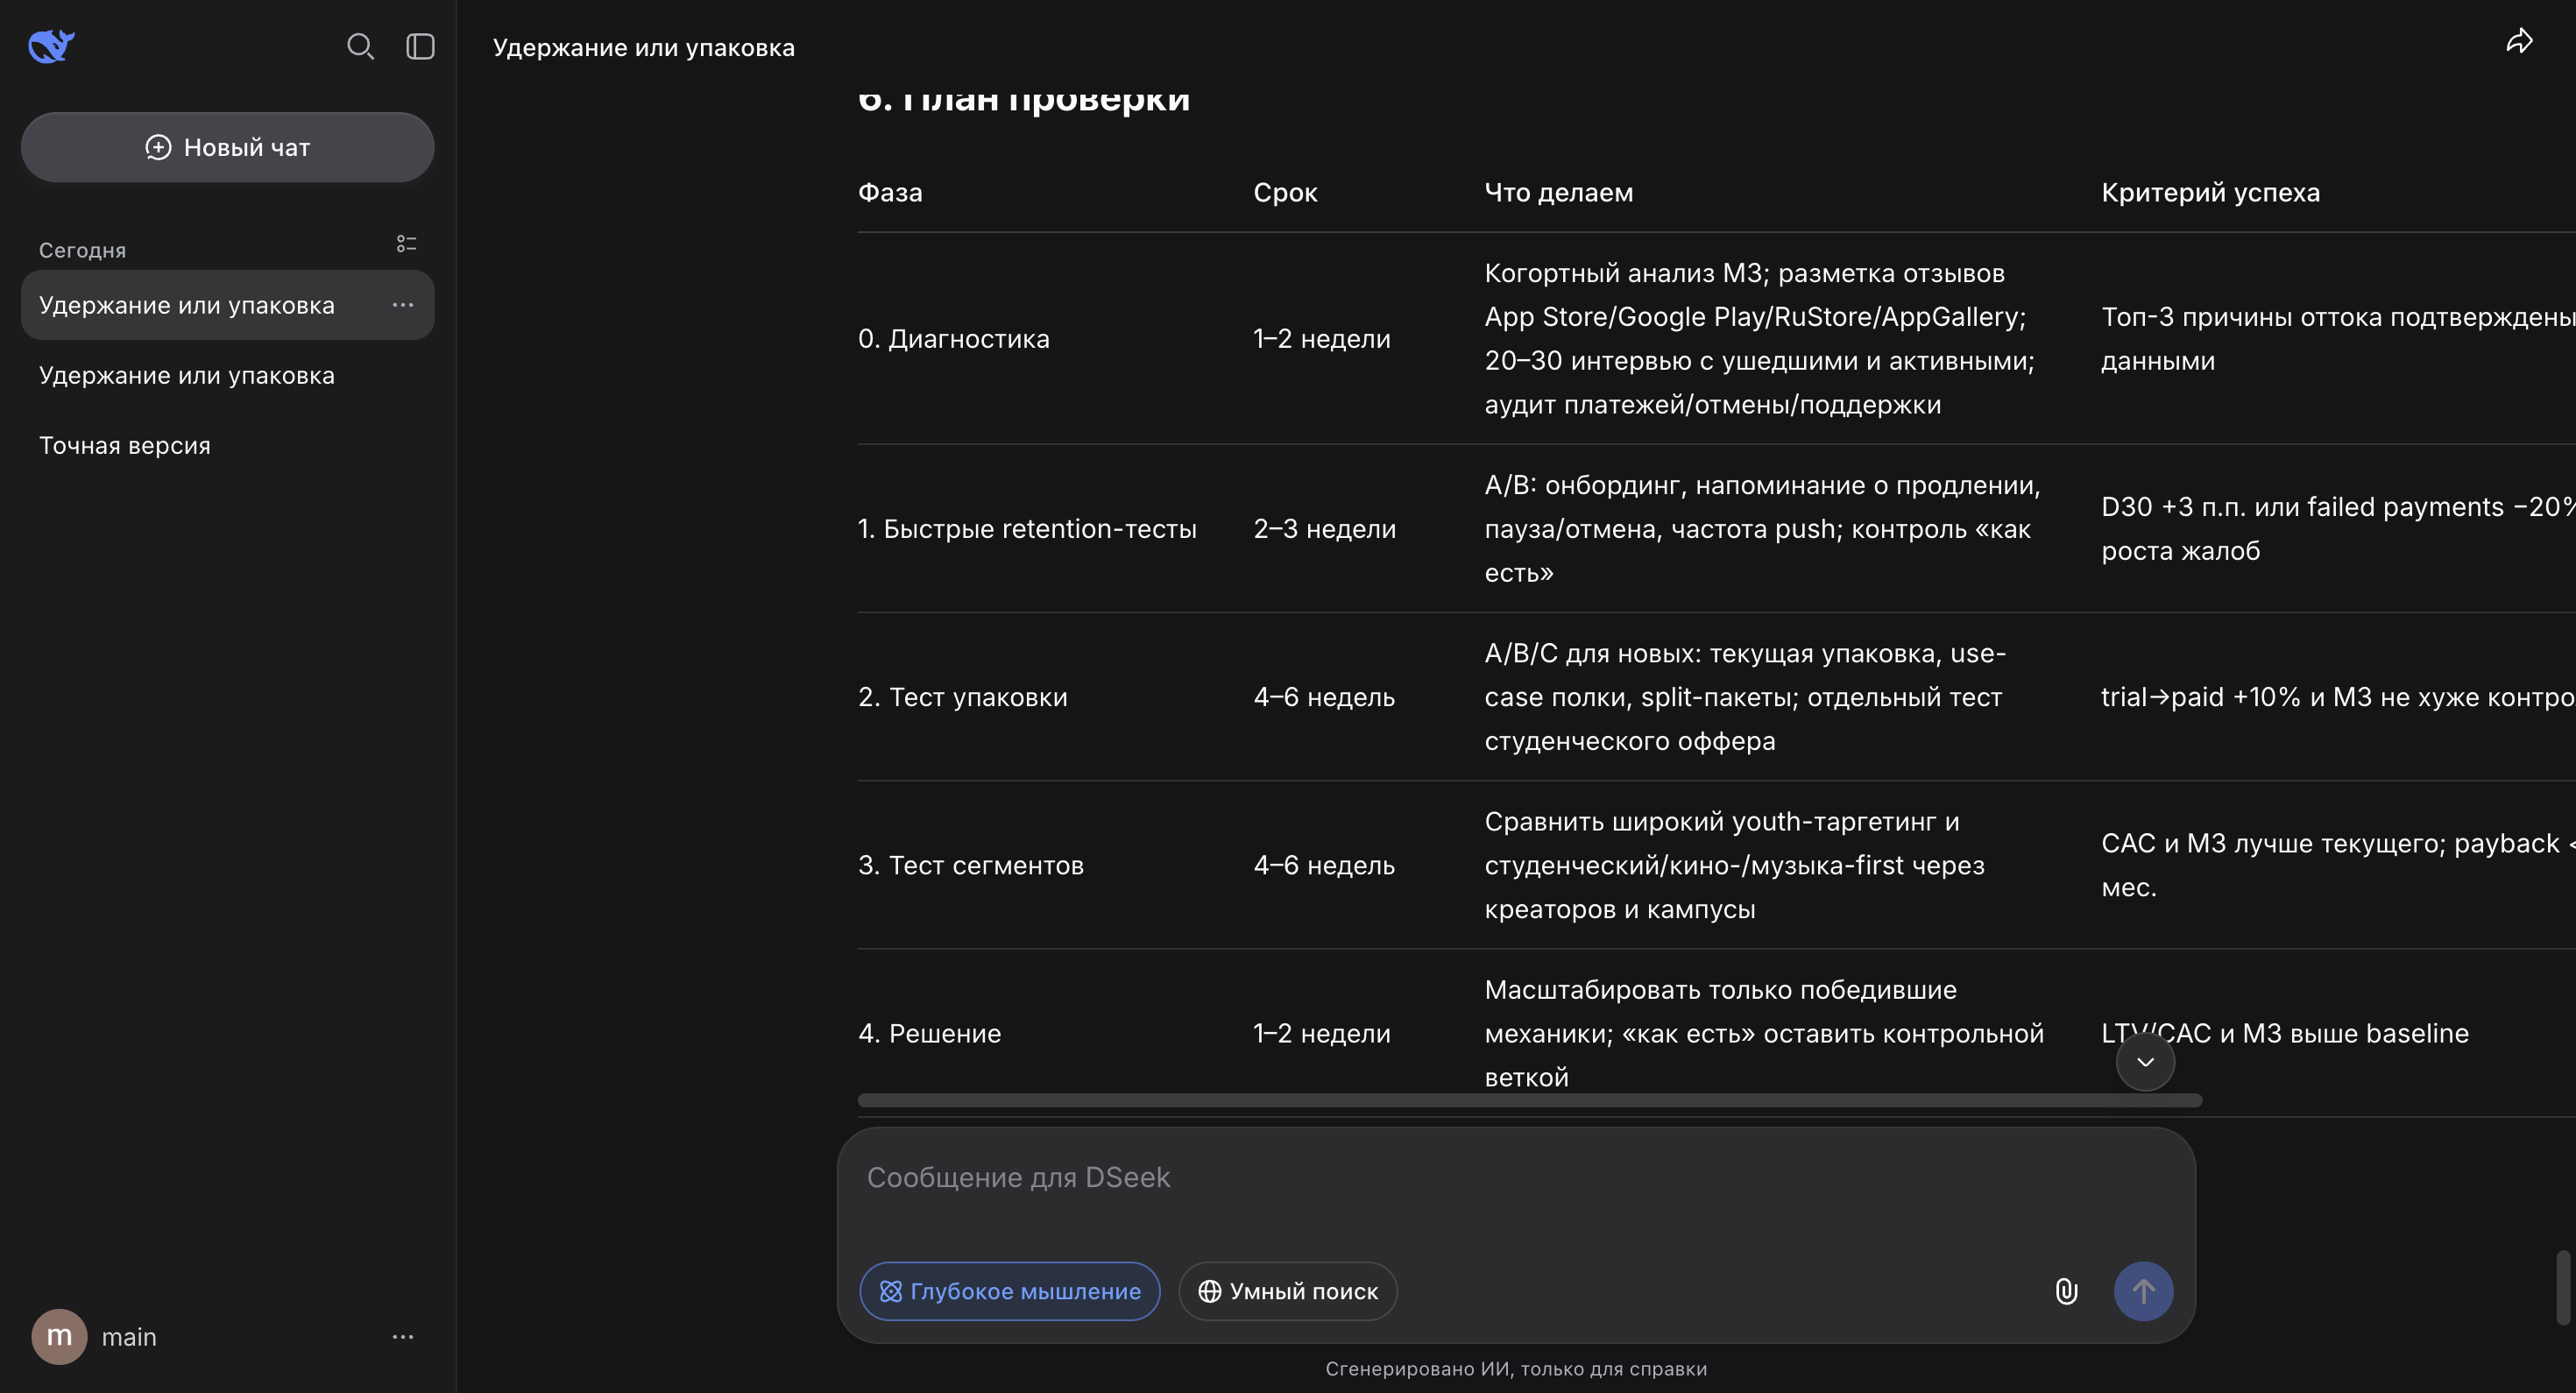 Новый чат
Сегодня
Удержание или упаковка
Удержание или упаковка
Точная версия
m main
Удержание или упаковка
6. План проверки
Фаза Срок Что делаем Критерий успеха
0. Диагностика
1–2 недели
Когортный анализ М3; разметка отзывов
App Store/Google Play/RuStore/AppGallery;
20–30 интервью с ушедшими и активными;
аудит платежей/отмены/поддержки
Топ-3 причины оттока подтверждены
данными
1. Быстрые retention-тесты
2–3 недели
A/B: онбординг, напоминание о продлении,
пауза/отмена, частота push; контроль «как
есть»
D30 +3 п.п. или failed payments −20%
роста жалоб
2. Тест упаковки
4–6 недель
A/B/C для новых: текущая упаковка, use-
case полки, split-пакеты; отдельный тест
студенческого оффера
trial→paid +10% и М3 не хуже контро
3. Тест сегментов
4–6 недель
Сравнить широкий youth-таргетинг и
студенческий/кино-/музыка-first через
креаторов и кампусы
CAC и М3 лучше текущего; payback <
мес.
4. Решение
1–2 недели
Масштабировать только победившие
механики; «как есть» оставить контрольной
веткой
LTV/CAC и М3 выше baseline
Сообщение для DSeek
Глубокое мышление
Умный поиск
Сгенерировано ИИ, только для справки